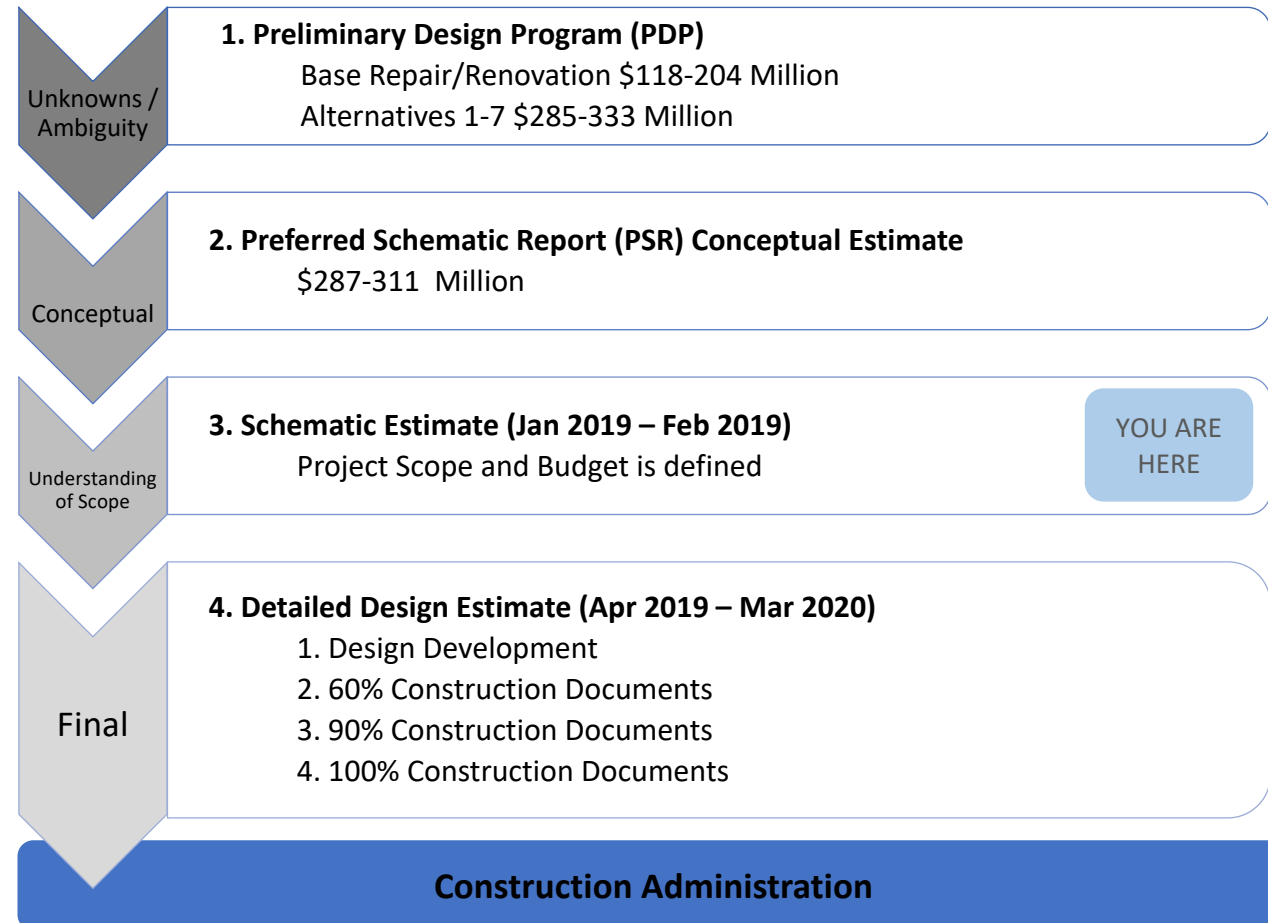 Unknowns /
Ambiguity
1. Preliminary Design Program (PDP)
Base Repair/Renovation $118-204 Million
Alternatives 1-7 $285-333 Million
Conceptual
2. Preferred Schematic Report (PSR) Conceptual Estimate
$287-311 Million
Understanding
of Scope
3. Schematic Estimate (Jan 2019 – Feb 2019)
Project Scope and Budget is defined
YOU ARE
HERE
Final
4. Detailed Design Estimate (Apr 2019 – Mar 2020)
1. Design Development
2. 60% Construction Documents
3. 90% Construction Documents
4. 100% Construction Documents
Construction Administration